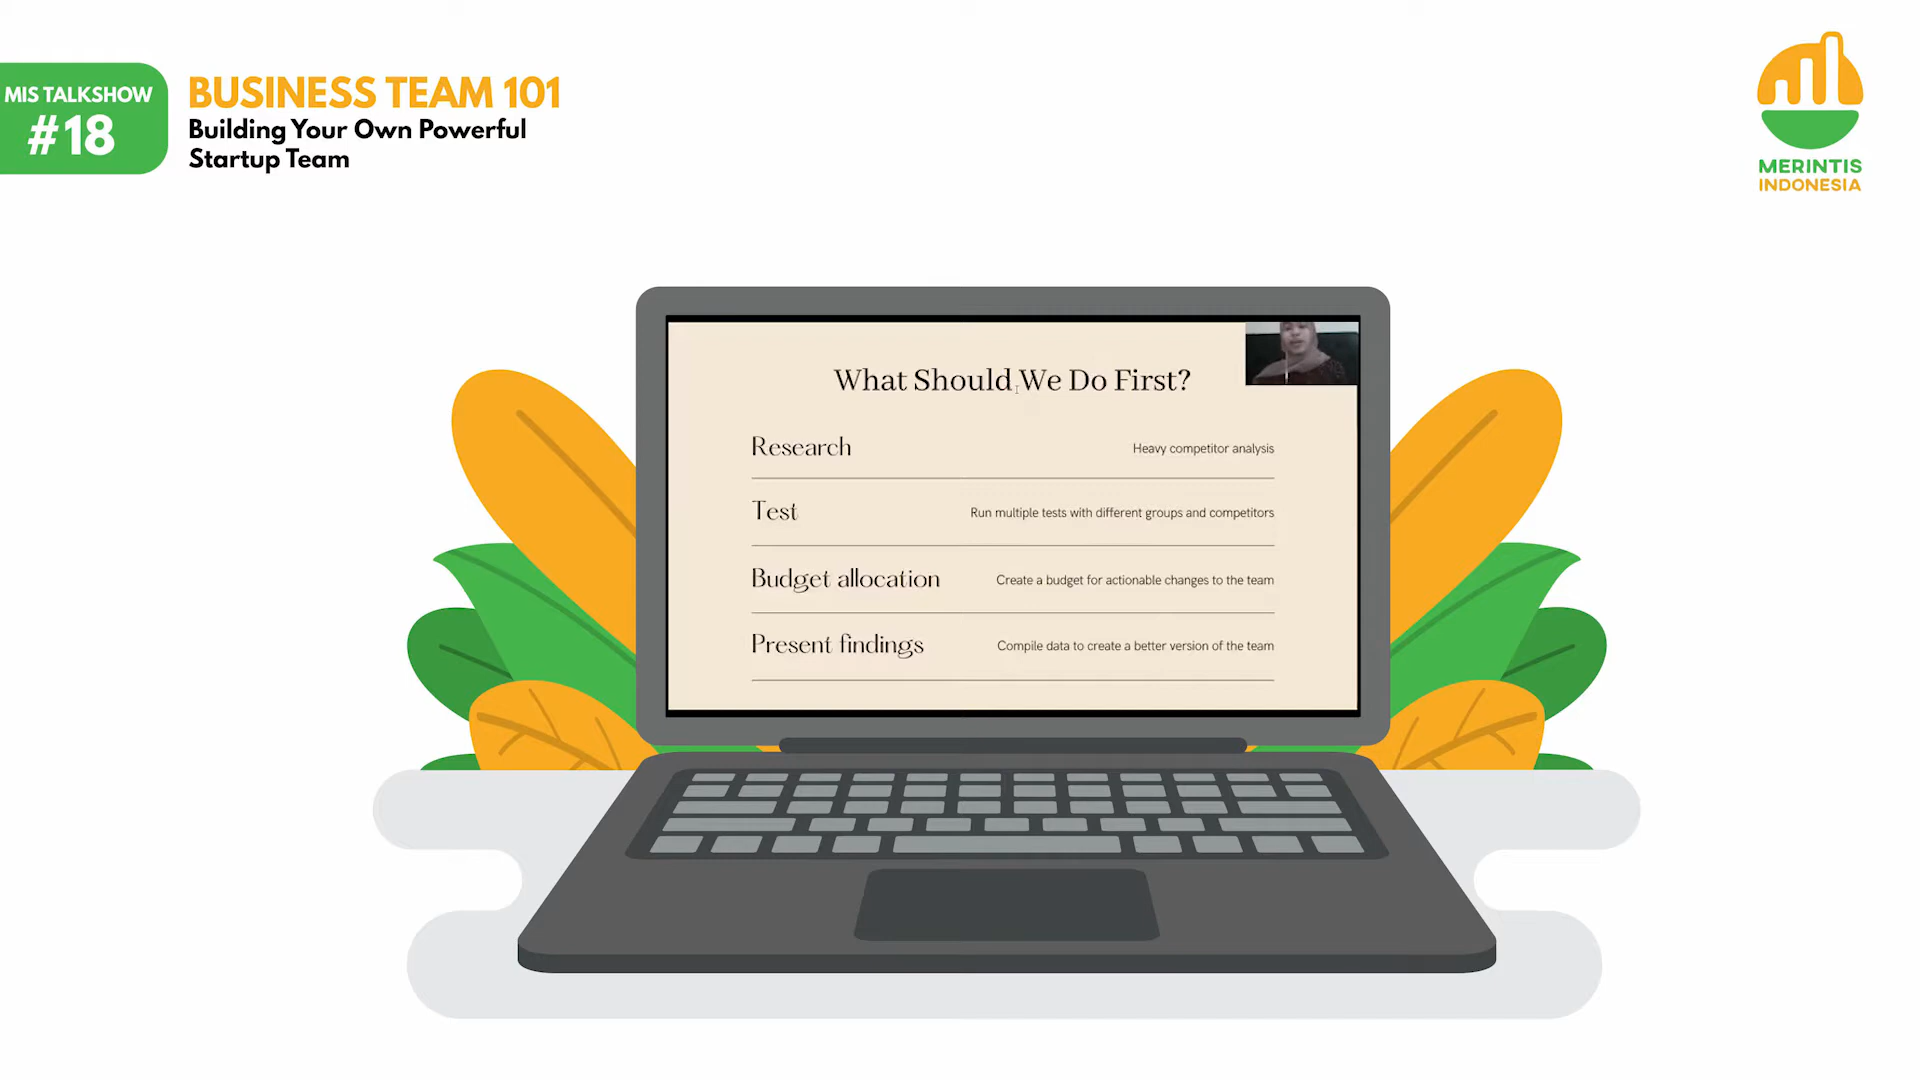 MIS TALKSHOW
#18
BUSINESS TEAM 101
Building Your Own Powerful
Startup Team
MERINTIS
INDONESIA
What Should We Do First?
Research
Heavy competitor analysis
Test
Run multiple tests with different groups and competitors
Budget allocation
Create a budget for actionable changes to the team
Present findings
Compile data to create a better version of the team